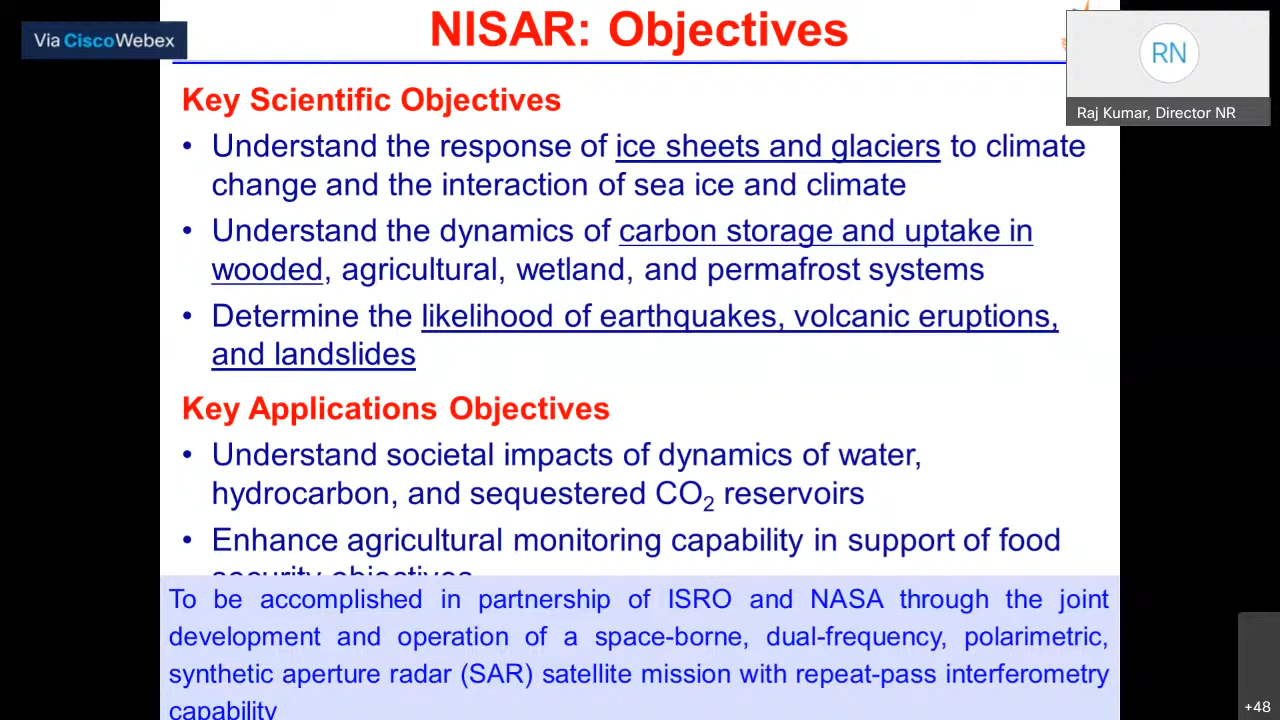 Via CiscoWebex
NISAR: Objectives
RN
Raj Kumar, Director NR
Key Scientific Objectives
• Understand the response of ice sheets and glaciers to climate
change and the interaction of sea ice and climate
• Understand the dynamics of carbon storage and uptake in
wooded, agricultural, wetland, and permafrost systems
• Determine the likelihood of earthquakes, volcanic eruptions,
and landslides
Key Applications Objectives
• Understand societal impacts of dynamics of water,
hydrocarbon, and sequestered CO₂ reservoirs
• Enhance agricultural monitoring capability in support of food
security objectives
To be accomplished in partnership of ISRO and NASA through the joint
development and operation of a space-borne, dual-frequency, polarimetric,
synthetic aperture radar (SAR) satellite mission with repeat-pass interferometry
capability
+48